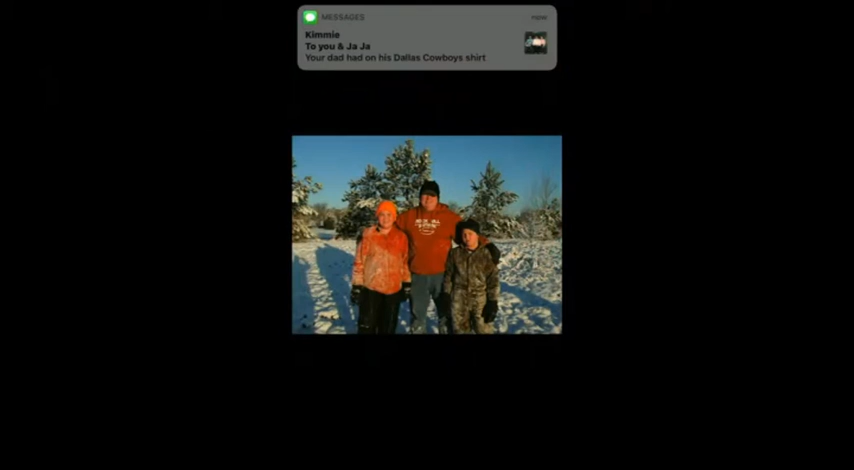 MESSAGES
now
Kimmie
To you & Ja Ja
Your dad had on his Dallas Cowboys shirt